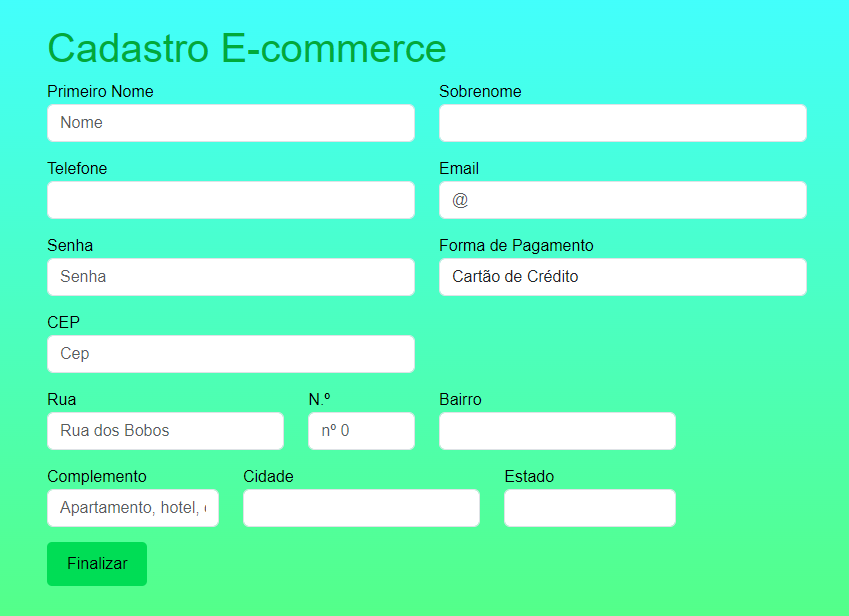 Cadastro E-commerce
Primeiro Nome Sobrenome
Nome
Telefone Email
@
Senha Forma de Pagamento
Senha Cartão de Crédito
CEP
Cep
Rua N.º Bairro
Rua dos Bobos nº 0
Complemento Cidade Estado
Apartamento, hotel,
Finalizar